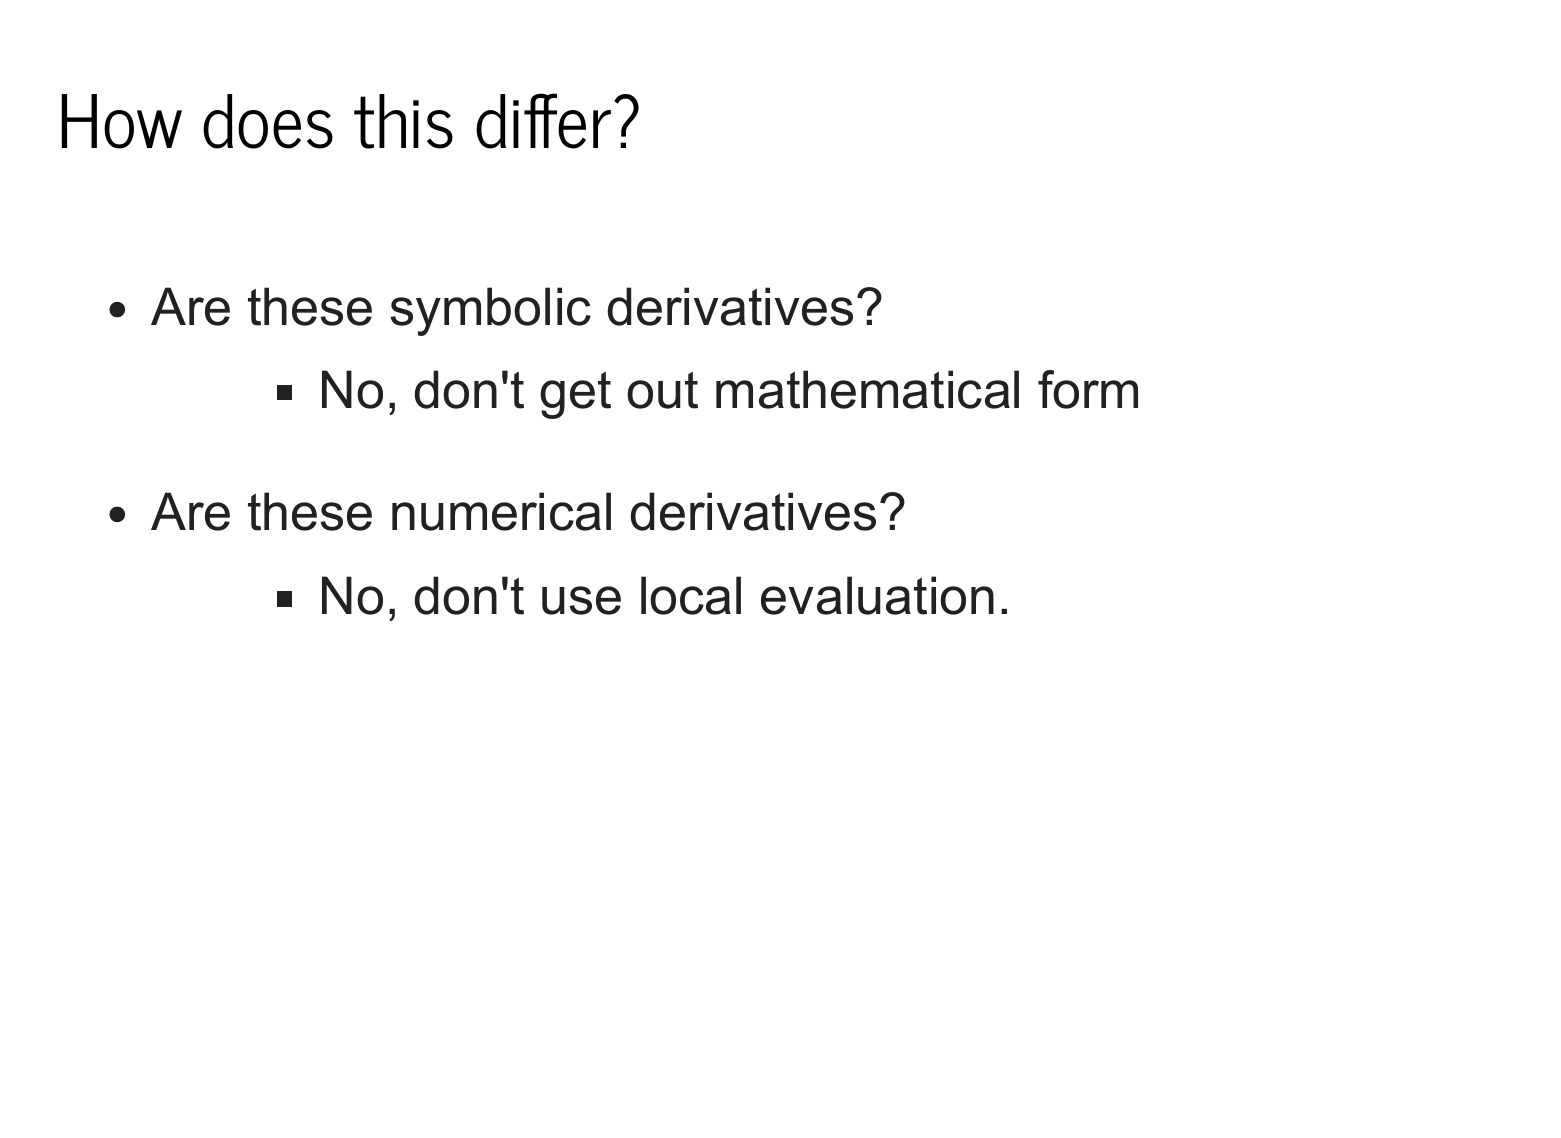 How does this differ?
Are these symbolic derivatives?
No, don't get out mathematical form
Are these numerical derivatives?
No, don't use local evaluation.